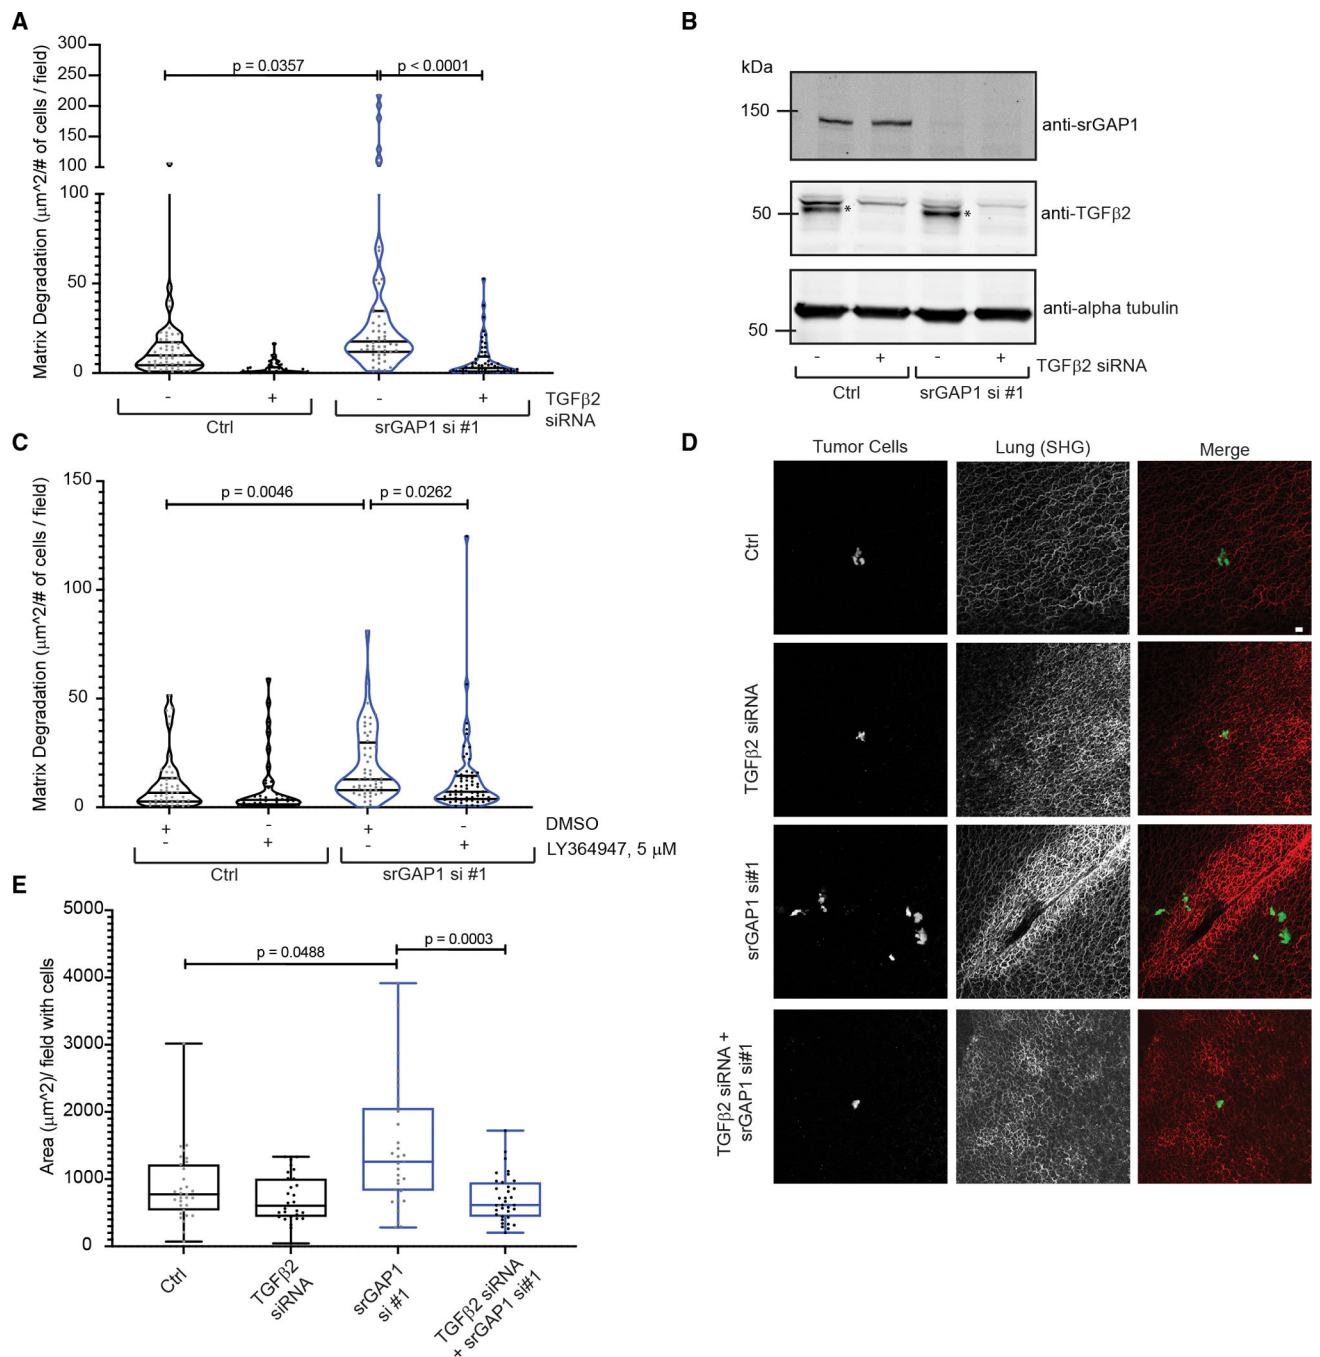 A
Matrix Degradation (μm^2/# of cells / field)
300
250
200
150
100
100
50
0
p = 0.0357
p < 0.0001
-
+
-
+
TGFβ2
siRNA
Ctrl
srGAP1 si #1
B
kDa
150
anti-srGAP1
50
anti-TGFβ2
*
*
anti-alpha tubulin
50
-
+
-
+
TGFβ2 siRNA
Ctrl
srGAP1 si #1
C
Matrix Degradation (μm^2/# of cells / field)
150
100
50
0
p = 0.0046
p = 0.0262
+
-
+
-
DMSO
-
+
-
+
LY364947, 5 μM
Ctrl
srGAP1 si #1
D
Tumor Cells
Lung (SHG)
Merge
Ctrl
TGFβ2 siRNA
srGAP1 si#1
TGFβ2 siRNA +
srGAP1 si#1
E
Area (μm^2)/ field with cells
5000
4000
3000
2000
1000
0
p = 0.0488
p = 0.0003
Ctrl
TGFβ2
siRNA
srGAP1
si #1
TGFβ2 siRNA
+ srGAP1 si#1